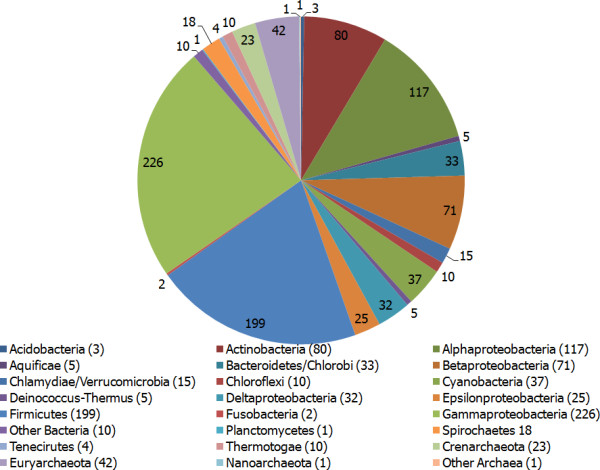 1 1 3
18 4 10 23 42 80
10 1 117
5
33
226 71
15
10
2 37
5
199 25 32
Acidobacteria (3) Actinobacteria (80) Alphaproteobacteria (117)
Aquificae (5) Bacteroidetes/Chlorobi (33) Betaproteobacteria (71)
Chlamydiae/Verrucomicrobia (15) Chloroflexi (10) Cyanobacteria (37)
Deinococcus-Thermus (5) Deltaproteobacteria (32) Epsilonproteobacteria (25)
Firmicutes (199) Fusobacteria (2) Gammaproteobacteria (226)
Other Bacteria (10) Planctomycetes (1) Spirochaetes 18
Tenecirutes (4) Thermotogae (10) Crenarchaeota (23)
Euryarchaeota (42) Nanoarchaeota (1) Other Archaea (1)